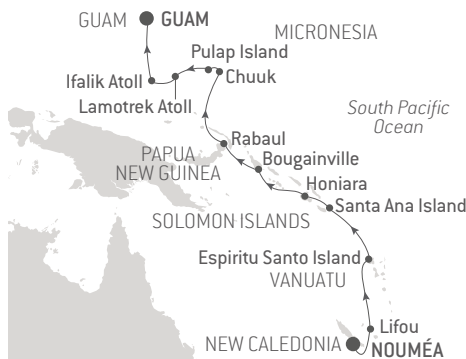 GUAM
GUAM
MICRONESIA
Pulap Island
Chuuk
Ifalik Atoll
Lamotrek Atoll
South Pacific
Ocean
Rabaul
PAPUA
NEW GUINEA
Bougainville
Honiara
Santa Ana Island
SOLOMON ISLANDS
Espiritu Santo Island
VANUATU
Lifou
NEW CALEDONIA
NOUMÉA